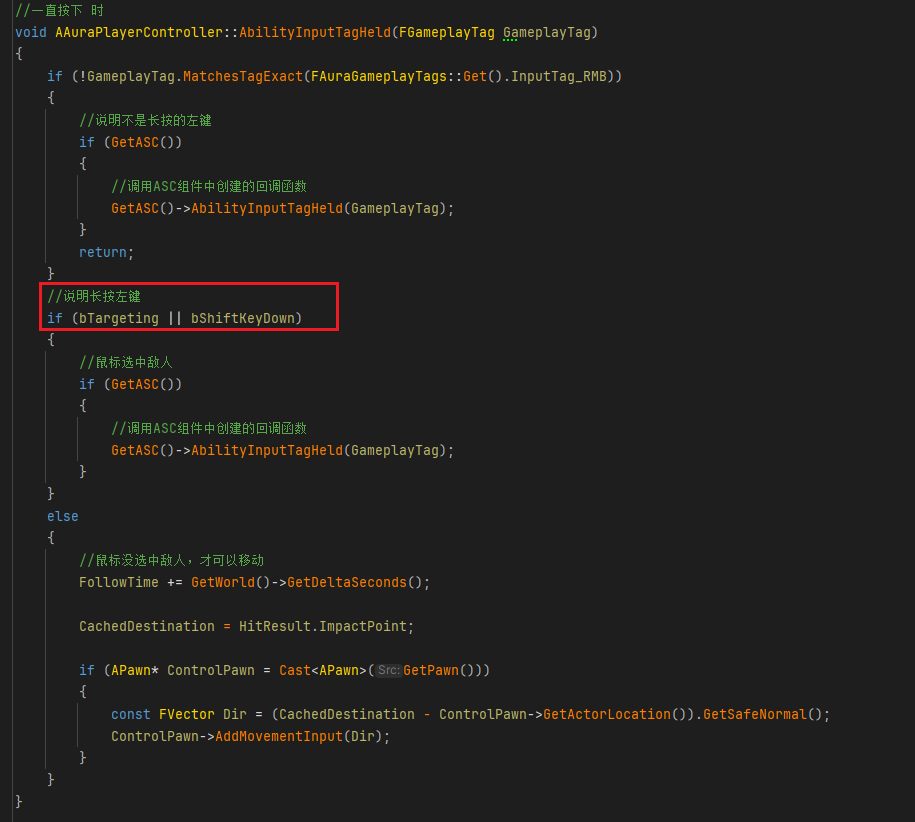 //一直按下 时
void AAuraPlayerController::AbilityInputTagHeld(FGameplayTag GameplayTag)
{
if (!GameplayTag.MatchesTagExact(FAuraGameplayTags::Get().InputTag_RMB))
{
//说明不是长按的左键
if (GetASC())
{
//调用ASC组件中创建的回调函数
GetASC()->AbilityInputTagHeld(GameplayTag);
}
return;
}
//说明长按左键
if (bTargeting || bShiftKeyDown)
{
//鼠标选中敌人
if (GetASC())
{
//调用ASC组件中创建的回调函数
GetASC()->AbilityInputTagHeld(GameplayTag);
}
}
else
{
//鼠标没选中敌人，才可以移动
FollowTime += GetWorld()->GetDeltaSeconds();
CachedDestination = HitResult.ImpactPoint;
if (APawn* ControlPawn = Cast<APawn>(Src:GetPawn()))
{
const FVector Dir = (CachedDestination - ControlPawn->GetActorLocation()).GetSafeNormal();
ControlPawn->AddMovementInput(Dir);
}
}
}